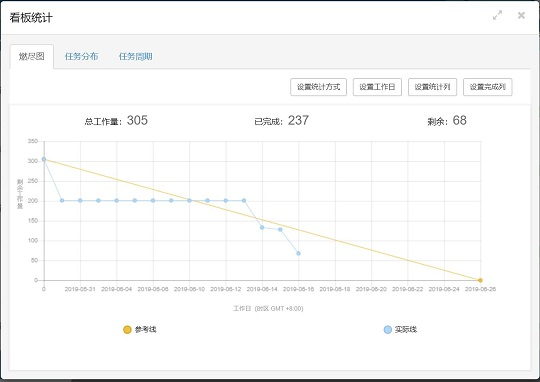 看板统计
燃尽图 任务分布 任务周期
设置统计方式 设置工作日 设置统计列 设置完成列
总工作量：305 已完成：237 剩余：68
350
300
250
200
150
100
50
0
剩余工作量
0 2019-05-31 2019-06-04 2019-06-06 2019-06-10 2019-06-12 2019-06-14 2019-06-16 2019-06-18 2019-06-20 2019-06-22 2019-06-24 2019-06-26
工作日 (时区 GMT +8:00)
参考线 实际线